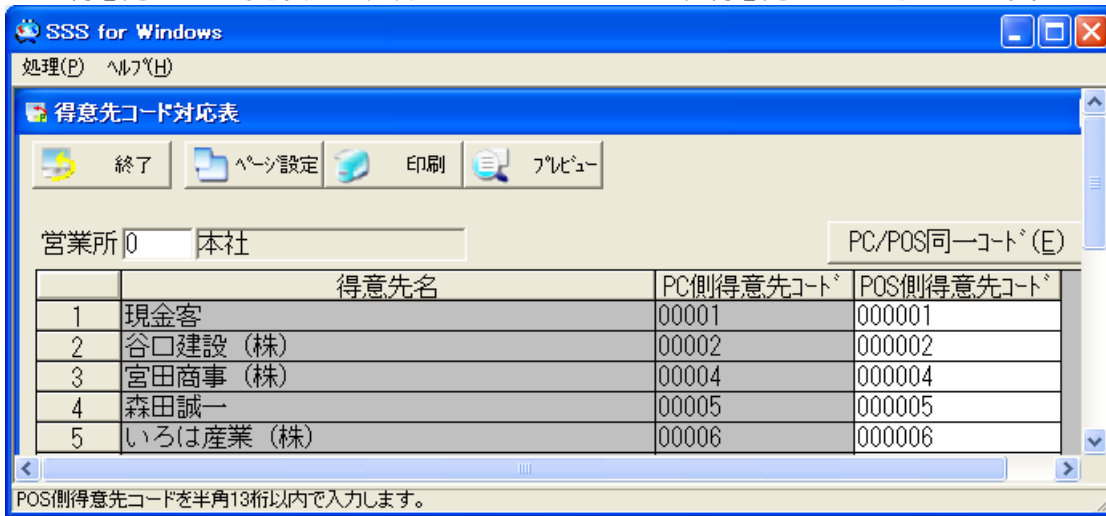 SSS for Windows
処理(P) ﾍﾙﾌﾟ(H)
得意先コード対応表
終了 ﾍﾟｰｼﾞ設定 印刷 ﾌﾟﾚﾋﾞｭｰ
営業所 0 本社 PC/POS同一ｺｰﾄﾞ(E)
得意先名 PC側得意先ｺｰﾄﾞ POS側得意先ｺｰﾄﾞ
1 現金客 00001 000001
2 谷口建設（株） 00002 000002
3 宮田商事（株） 00004 000004
4 森田誠一 00005 000005
5 いろは産業（株） 00006 000006
POS側得意先コードを半角13桁以内で入力します。